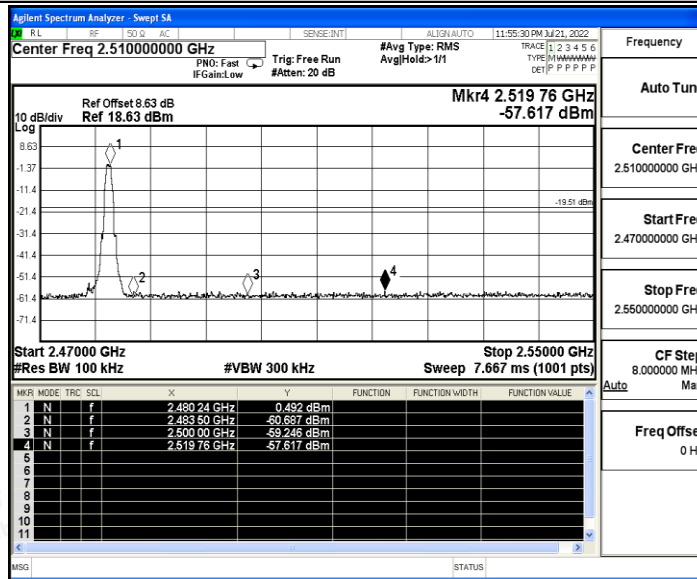 Agilent Spectrum Analyzer - Swept SA
RL RF 50 Ω AC SENSE:INT ALIGN AUTO 11:55:30 PM Jul 21, 2022
Center Freq 2.510000000 GHz
PNO: Fast
IFGain:Low
Trig: Free Run
#Atten: 20 dB
#Avg Type: RMS
Avg|Hold:>1/1
TRACE 1 2 3 4 5 6
TYPE MWWWWW
DET P P P P P P
Ref Offset 8.63 dB
Ref 18.63 dBm
10 dB/div
Log
Mkr4 2.519 76 GHz
-57.617 dBm
8.63
-1.37
-11.4
-21.4
-31.4
-41.4
-51.4
-61.4
-71.4
1
2
3
4
-19.51 dBm
Start 2.47000 GHz Stop 2.55000 GHz
#Res BW 100 kHz #VBW 300 kHz Sweep 7.667 ms (1001 pts)
MKR MODE TRC SCL X Y FUNCTION FUNCTION WIDTH FUNCTION VALUE
1 N f 2.480 24 GHz 0.492 dBm
2 N f 2.483 50 GHz -60.687 dBm
3 N f 2.500 00 GHz -59.246 dBm
4 N f 2.519 76 GHz -57.617 dBm
5
6
7
8
9
10
11
MSG STATUS
Frequency
Auto Tun
Center Fre
2.510000000 GH
Start Fre
2.470000000 GH
Stop Fre
2.550000000 GH
CF Ste
8.000000 MH
Auto Ma
Freq Offse
0 H